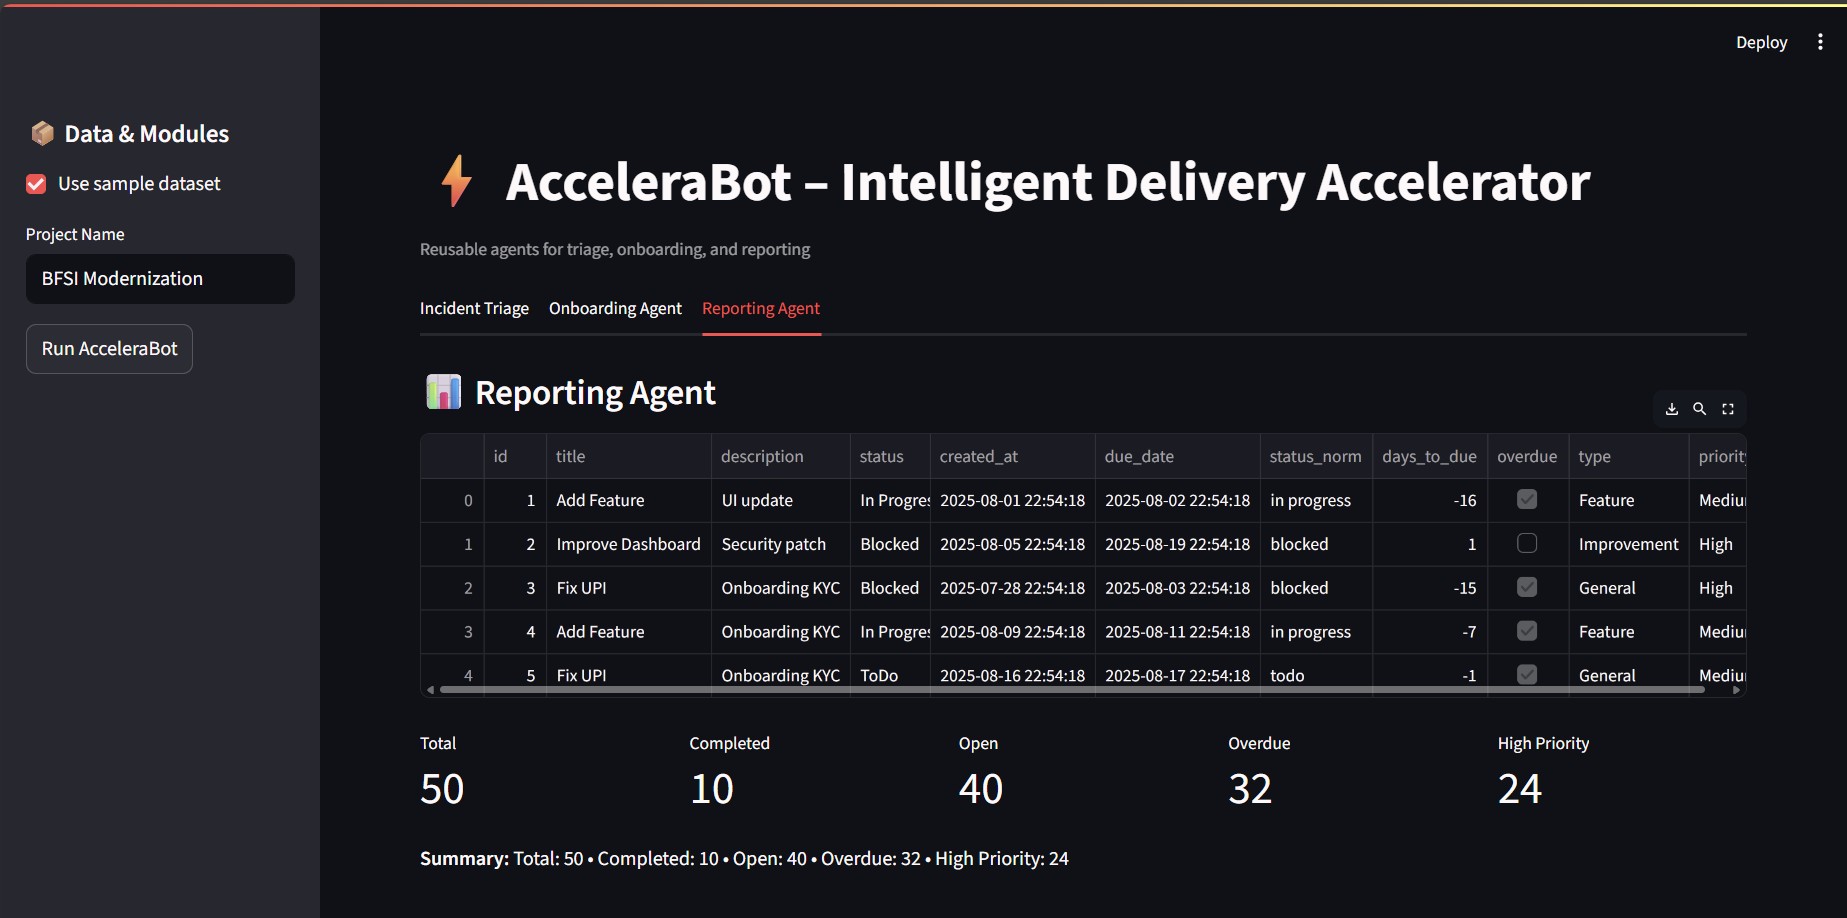 Deploy
Data & Modules
Use sample dataset
Project Name
BFSI Modernization
Run AcceleraBot
AcceleraBot – Intelligent Delivery Accelerator
Reusable agents for triage, onboarding, and reporting
Incident Triage Onboarding Agent Reporting Agent
Reporting Agent
id title description status created_at due_date status_norm days_to_due overdue type priority
0 1 Add Feature UI update In Progres 2025-08-01 22:54:18 2025-08-02 22:54:18 in progress -16 Feature Mediu
1 2 Improve Dashboard Security patch Blocked 2025-08-05 22:54:18 2025-08-19 22:54:18 blocked 1 Improvement High
2 3 Fix UPI Onboarding KYC Blocked 2025-07-28 22:54:18 2025-08-03 22:54:18 blocked -15 General High
3 4 Add Feature Onboarding KYC In Progres 2025-08-09 22:54:18 2025-08-11 22:54:18 in progress -7 Feature Mediu
4 5 Fix UPI Onboarding KYC ToDo 2025-08-16 22:54:18 2025-08-17 22:54:18 todo -1 General Mediu
Total Completed Open Overdue High Priority
50 10 40 32 24
Summary: Total: 50 • Completed: 10 • Open: 40 • Overdue: 32 • High Priority: 24